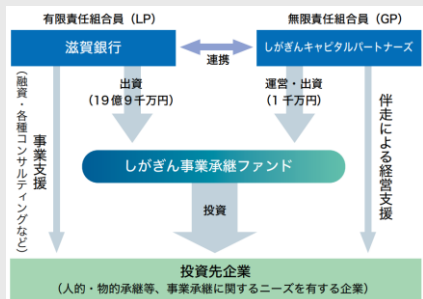 有限責任組合員（LP）
無限責任組合員（GP）
滋賀銀行
しがぎんキャピタルパートナーズ
連携
出資
（19億9千万円）
運営・出資
（1千万円）
事業支援
（融資・各種コンサルティングなど）
伴走による経営支援
しがぎん事業承継ファンド
投資
投資先企業
（人的・物的承継等、事業承継に関するニーズを有する企業）